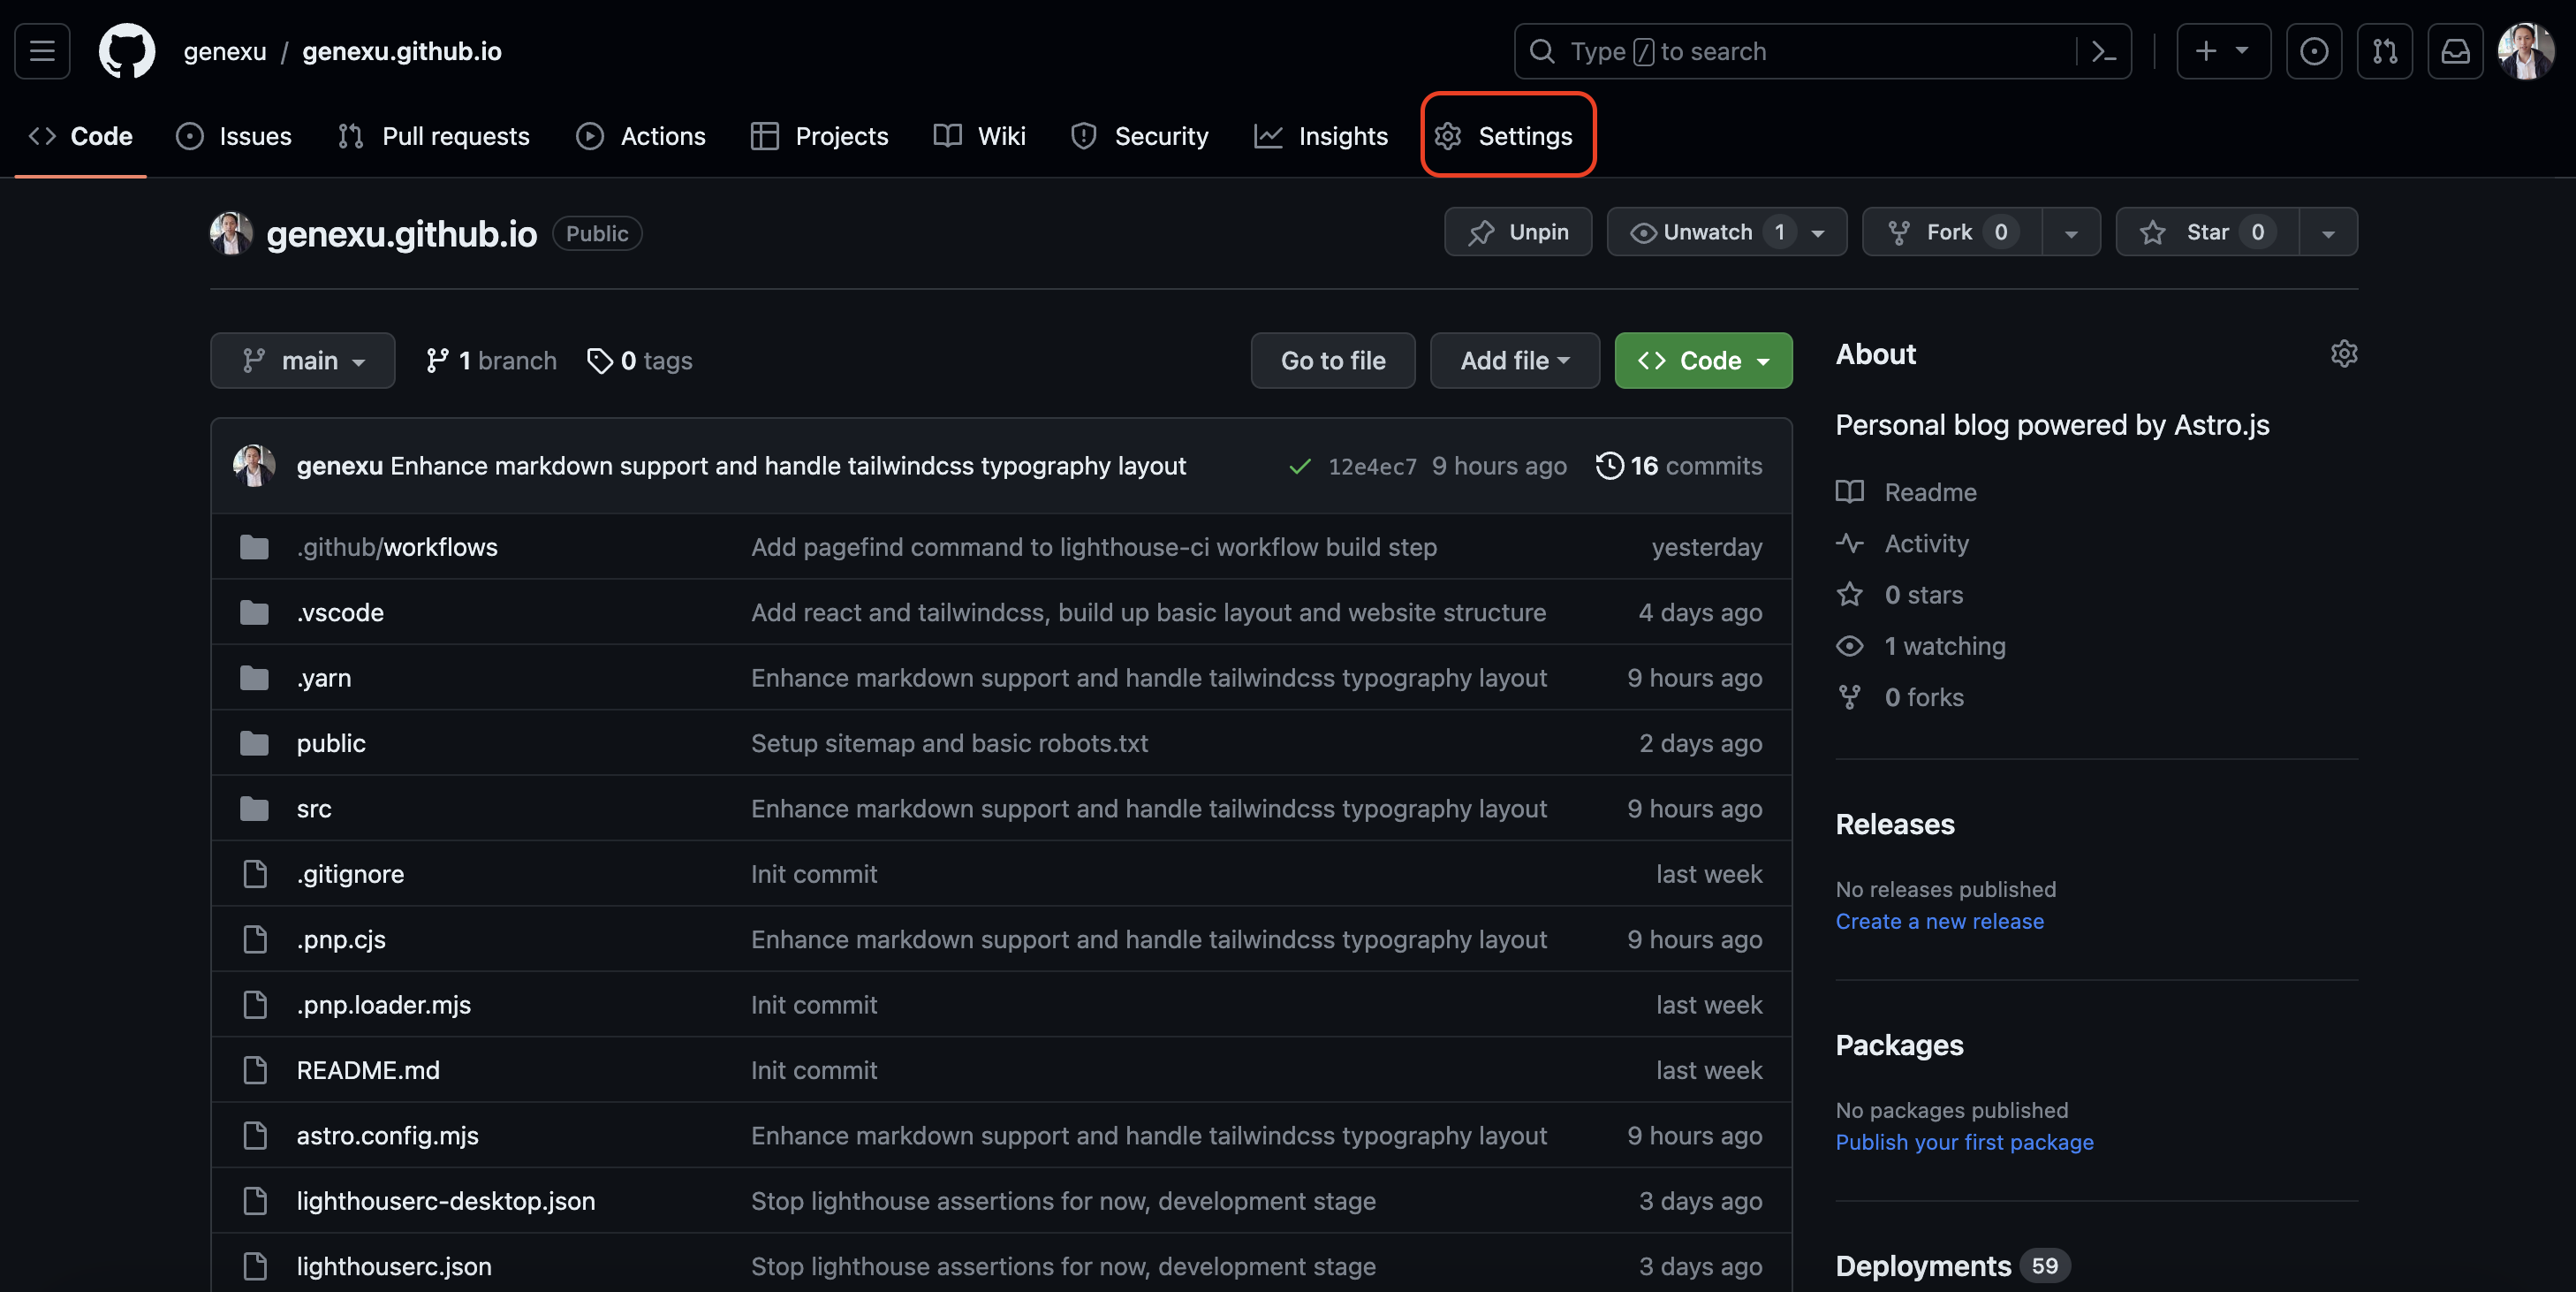 genexu / genexu.github.io
Type / to search
Code Issues Pull requests Actions Projects Wiki Security Insights Settings
genexu.github.io Public
Unpin Unwatch 1 Fork 0 Star 0
main 1 branch 0 tags Go to file Add file Code
genexu Enhance markdown support and handle tailwindcss typography layout 12e4ec7 9 hours ago 16 commits
.github/workflows Add pagefind command to lighthouse-ci workflow build step yesterday
.vscode Add react and tailwindcss, build up basic layout and website structure 4 days ago
.yarn Enhance markdown support and handle tailwindcss typography layout 9 hours ago
public Setup sitemap and basic robots.txt 2 days ago
src Enhance markdown support and handle tailwindcss typography layout 9 hours ago
.gitignore Init commit last week
.pnp.cjs Enhance markdown support and handle tailwindcss typography layout 9 hours ago
.pnp.loader.mjs Init commit last week
README.md Init commit last week
astro.config.mjs Enhance markdown support and handle tailwindcss typography layout 9 hours ago
lighthouserc-desktop.json Stop lighthouse assertions for now, development stage 3 days ago
lighthouserc.json Stop lighthouse assertions for now, development stage 3 days ago
About
Personal blog powered by Astro.js
Readme
Activity
0 stars
1 watching
0 forks
Releases
No releases published
Create a new release
Packages
No packages published
Publish your first package
Deployments 59